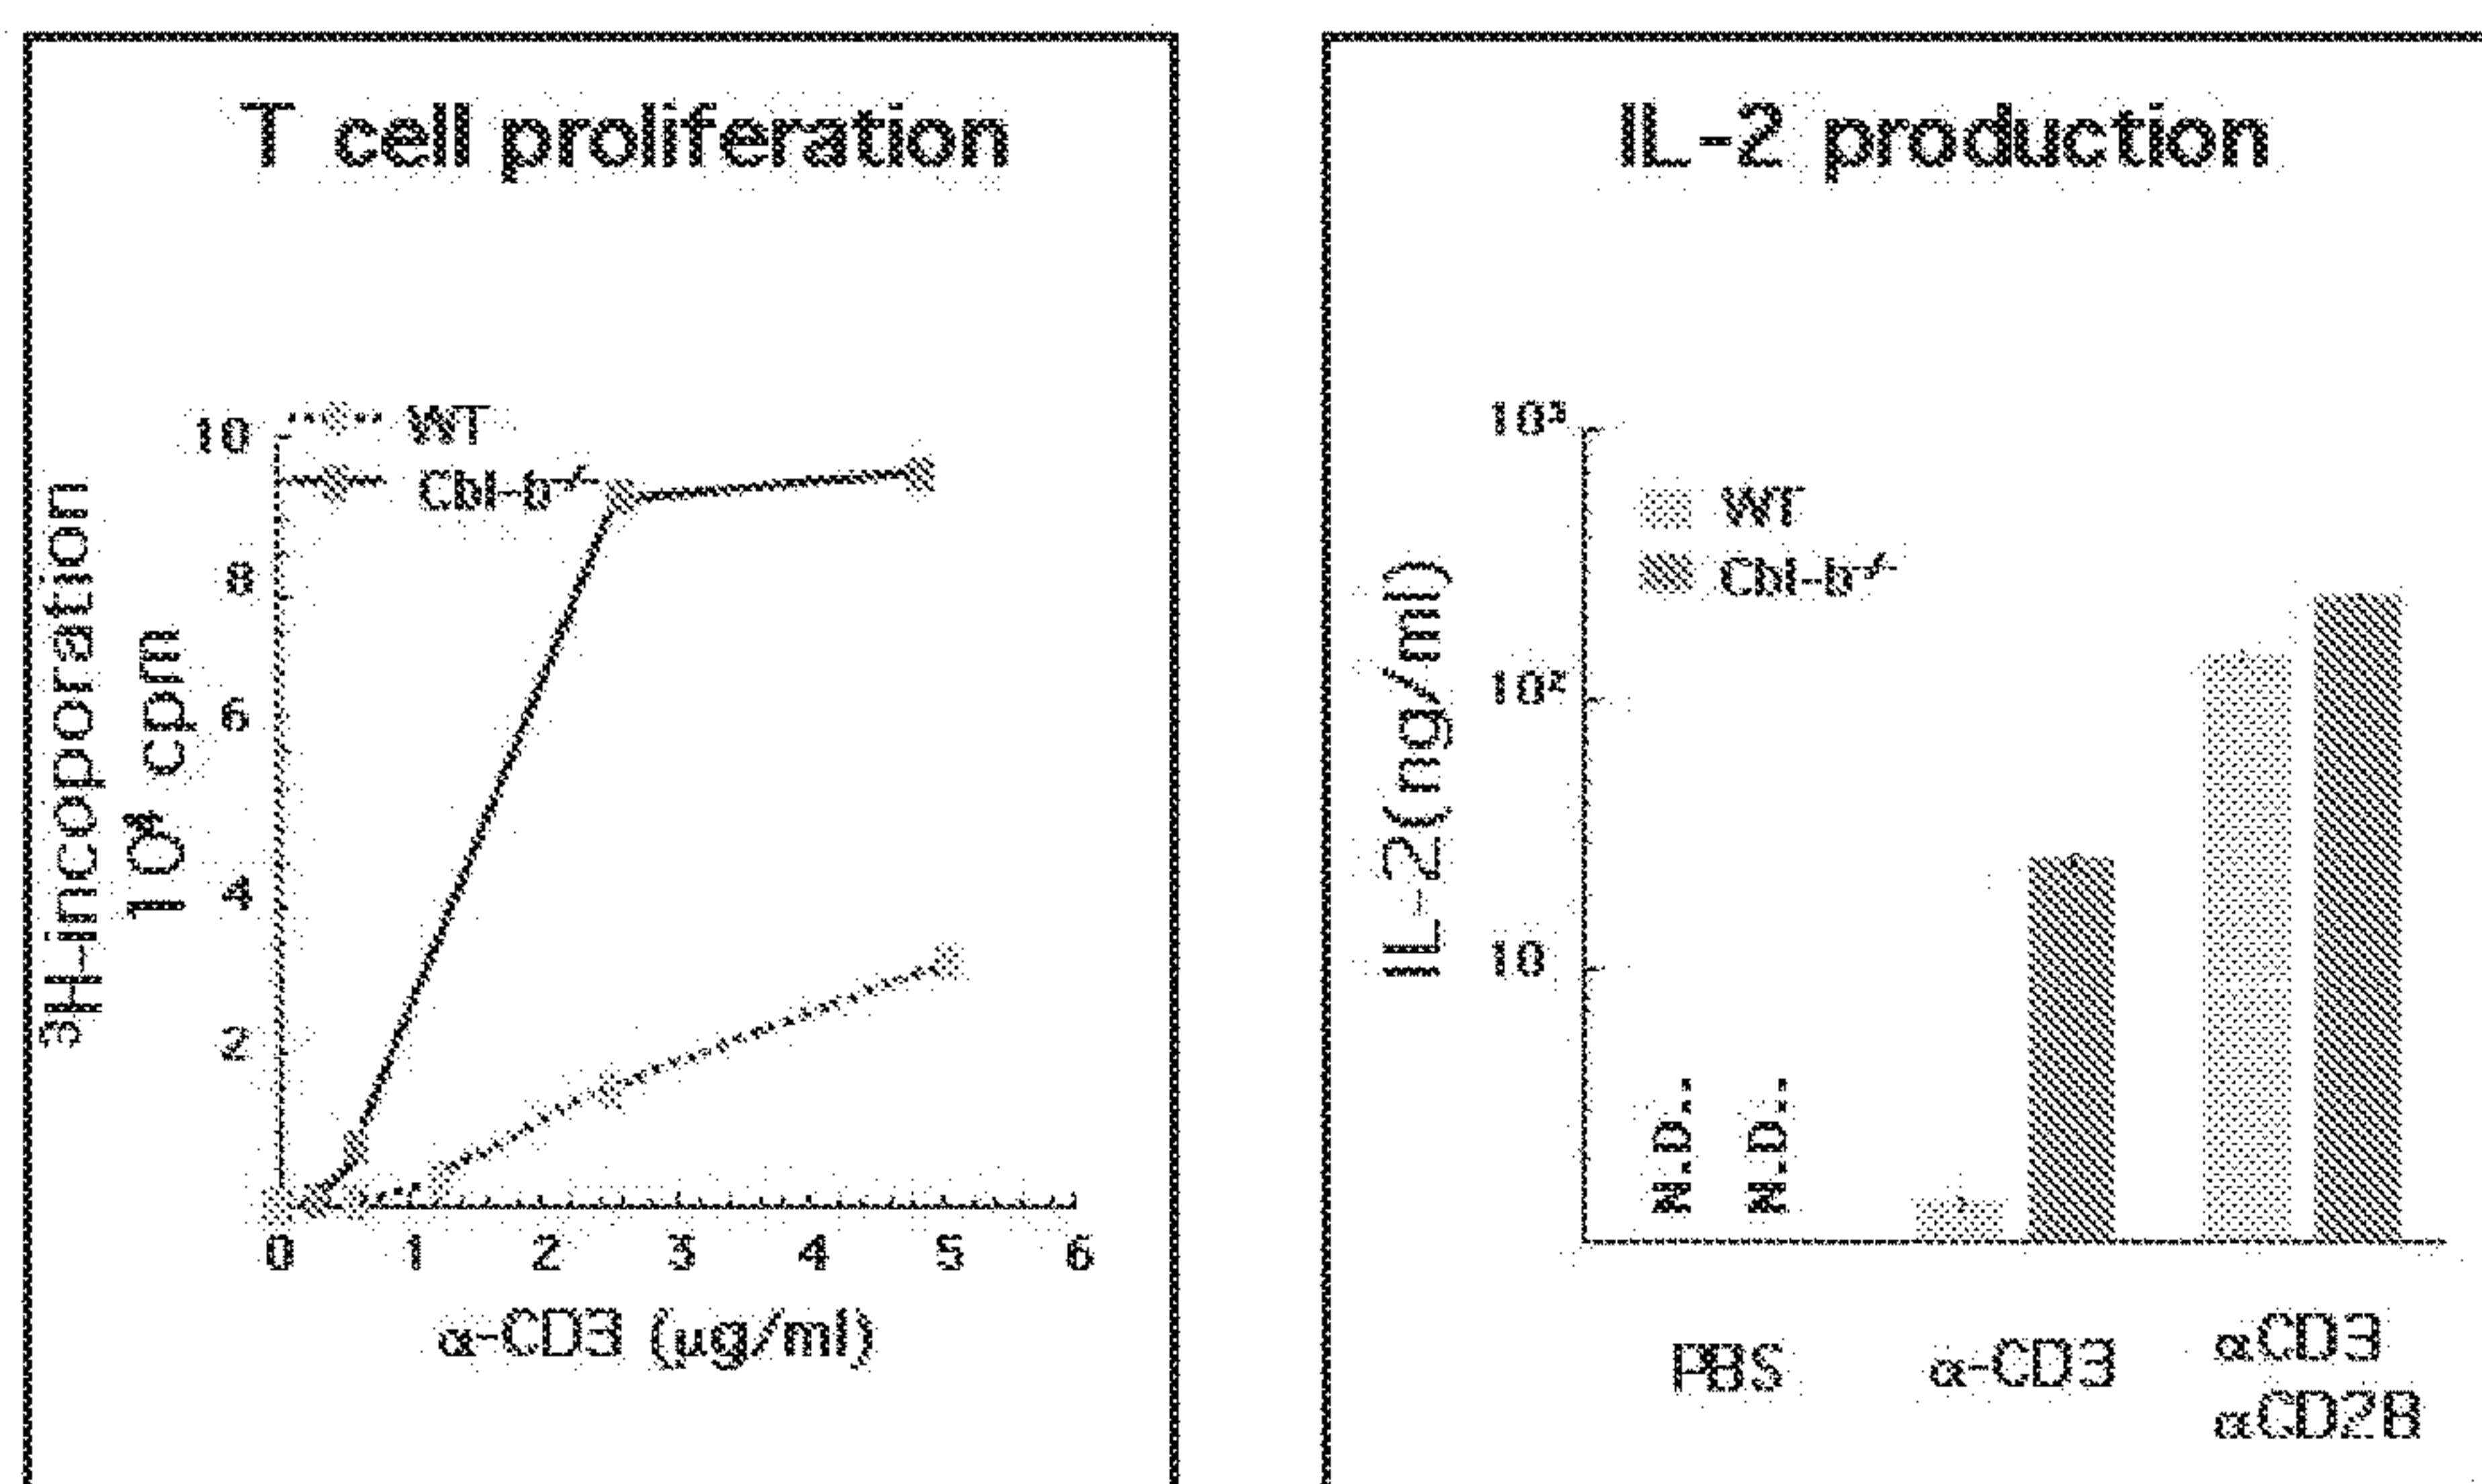 T cell proliferation
WT
Cbl-b-/-
³H-incoporation
10⁴ cpm
10
8
6
4
2
0 1 2 3 4 5 6
α-CD3 (μg/ml)
IL-2 production
WT
Cbl-b-/-
IL-2(ng/ml)
10³
10²
10
N.D.
N.D.
PBS
α-CD3
αCD3
αCD28